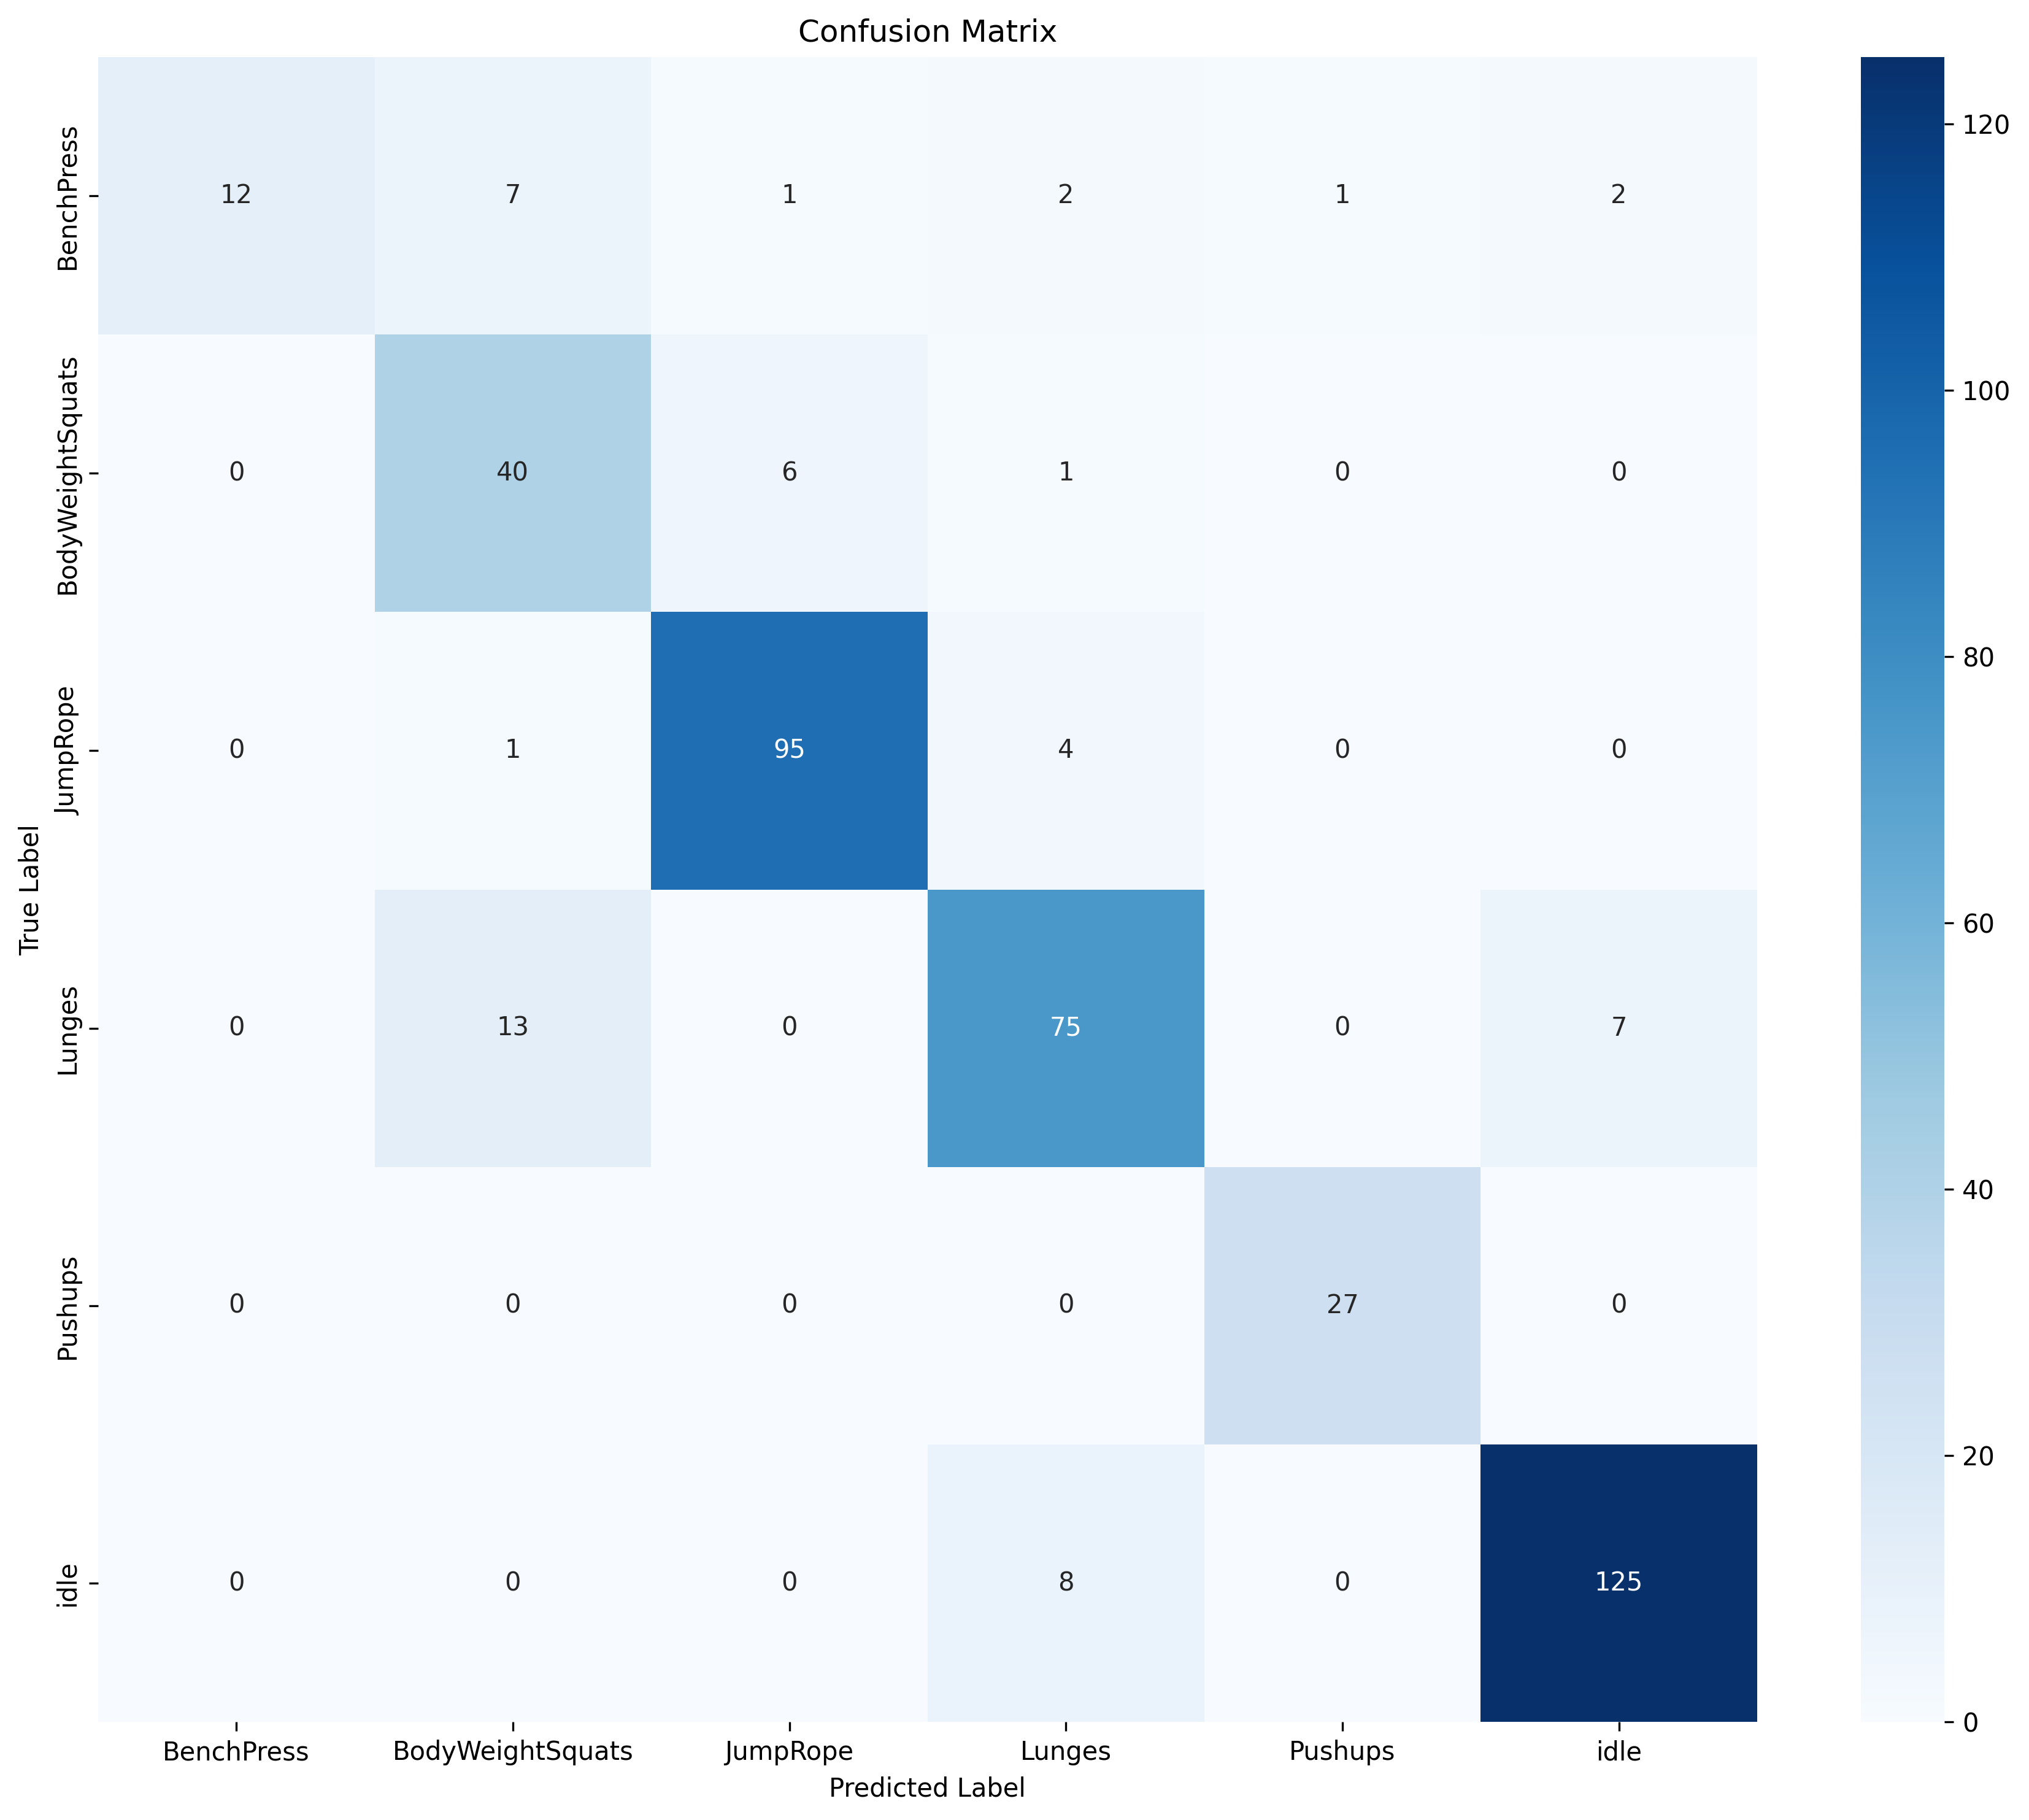 Confusion Matrix
True Label
BenchPress
12 7 1 2 1 2
BodyWeightSquats
0 40 6 1 0 0
JumpRope
0 1 95 4 0 0
Lunges
0 13 0 75 0 7
Pushups
0 0 0 0 27 0
idle
0 0 0 8 0 125
BenchPress BodyWeightSquats JumpRope Lunges Pushups idle
Predicted Label
120
100
80
60
40
20
0